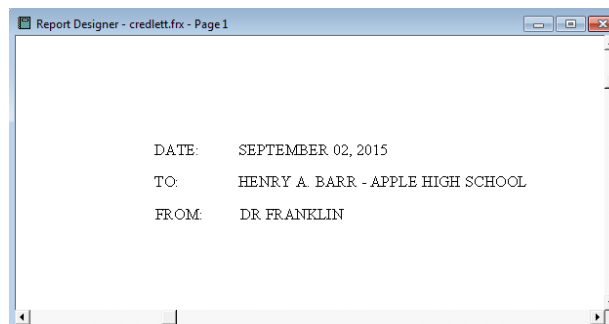 Report Designer - credlett.frx - Page 1
DATE: SEPTEMBER 02, 2015
TO: HENRY A. BARR - APPLE HIGH SCHOOL
FROM: DR FRANKLIN